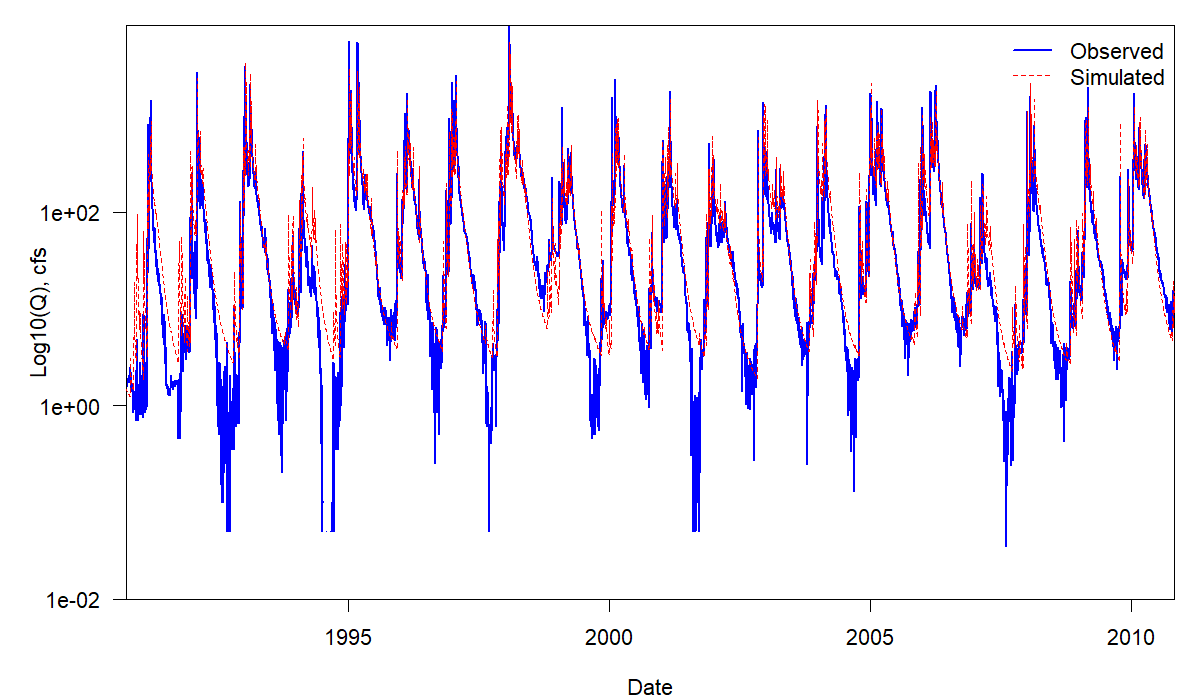 Observed
Simulated
1e+02
1e+00
1e-02
Log10(Q), cfs
1995
2000
2005
2010
Date